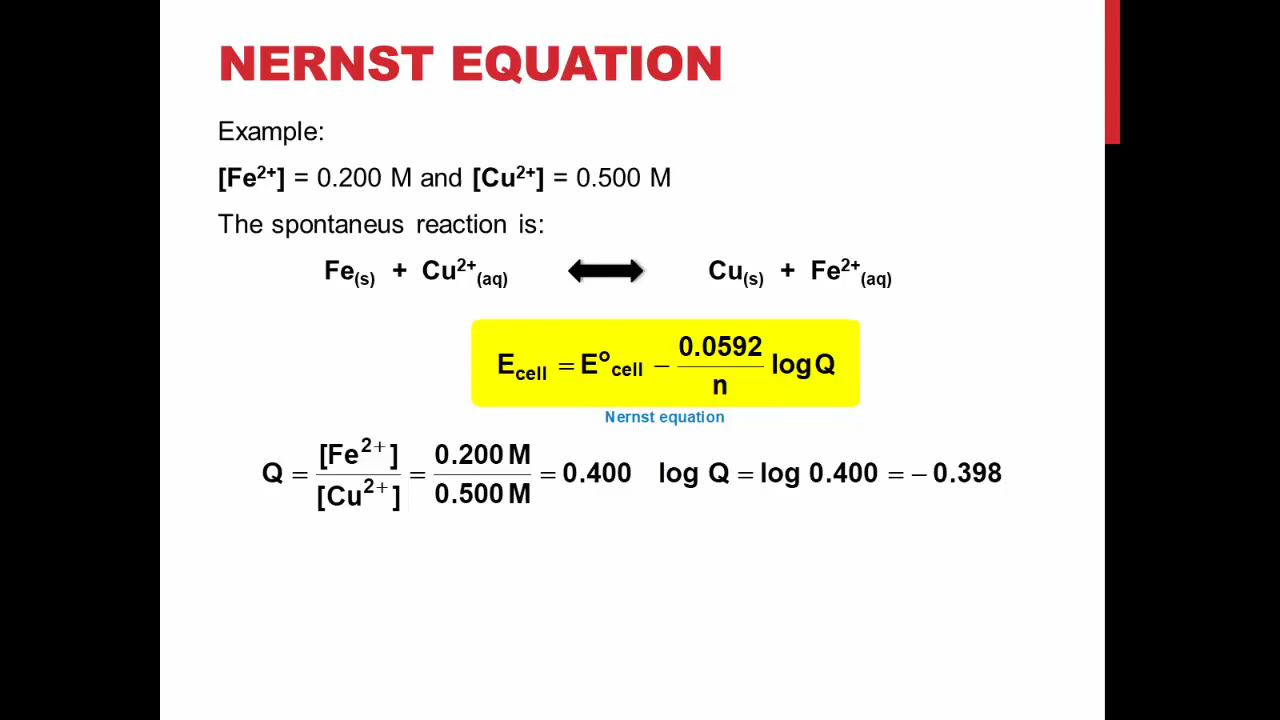 NERNST EQUATION
Example:
[Fe²⁺] = 0.200 M and [Cu²⁺] = 0.500 M
The spontaneus reaction is:
Fe(s) + Cu²⁺(aq) ⟷ Cu(s) + Fe²⁺(aq)
E_cell = E°_cell − 0.0592/n log Q
Nernst equation
Q = [Fe²⁺]/[Cu²⁺] = 0.200 M/0.500 M = 0.400 log Q = log 0.400 = − 0.398